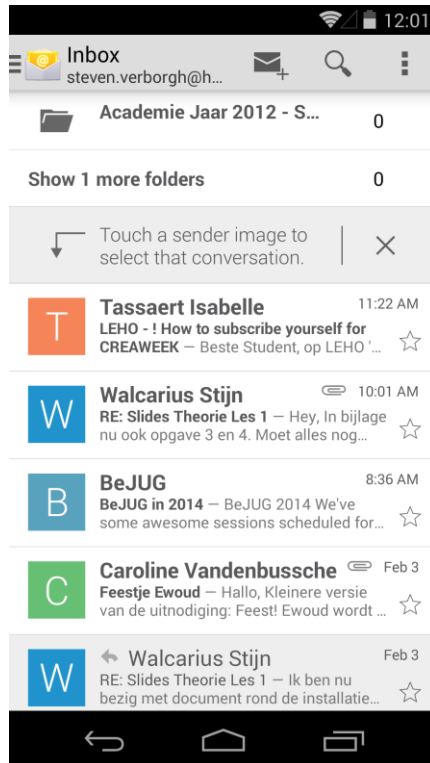 12:01
Inbox
steven.verborgh@h...
Academie Jaar 2012 - S...
0
Show 1 more folders
0
Touch a sender image to
select that conversation.
T
Tassaert Isabelle
11:22 AM
LEHO - ! How to subscribe yourself for
CREAWEEK — Beste Student, op LEHO '...
W
Walcarius Stijn
10:01 AM
RE: Slides Theorie Les 1 — Hey, In bijlage
nu ook opgave 3 en 4. Moet alles nog...
B
BeJUG
8:36 AM
BeJUG in 2014 — BeJUG 2014 We've
some awesome sessions scheduled for...
C
Caroline Vandenbussche
Feb 3
Feestje Ewoud — Hallo, Kleinere versie
van de uitnodiging: Feest! Ewoud wordt ...
W
Walcarius Stijn
Feb 3
RE: Slides Theorie Les 1 — Ik ben nu
bezig met document rond de installatie...